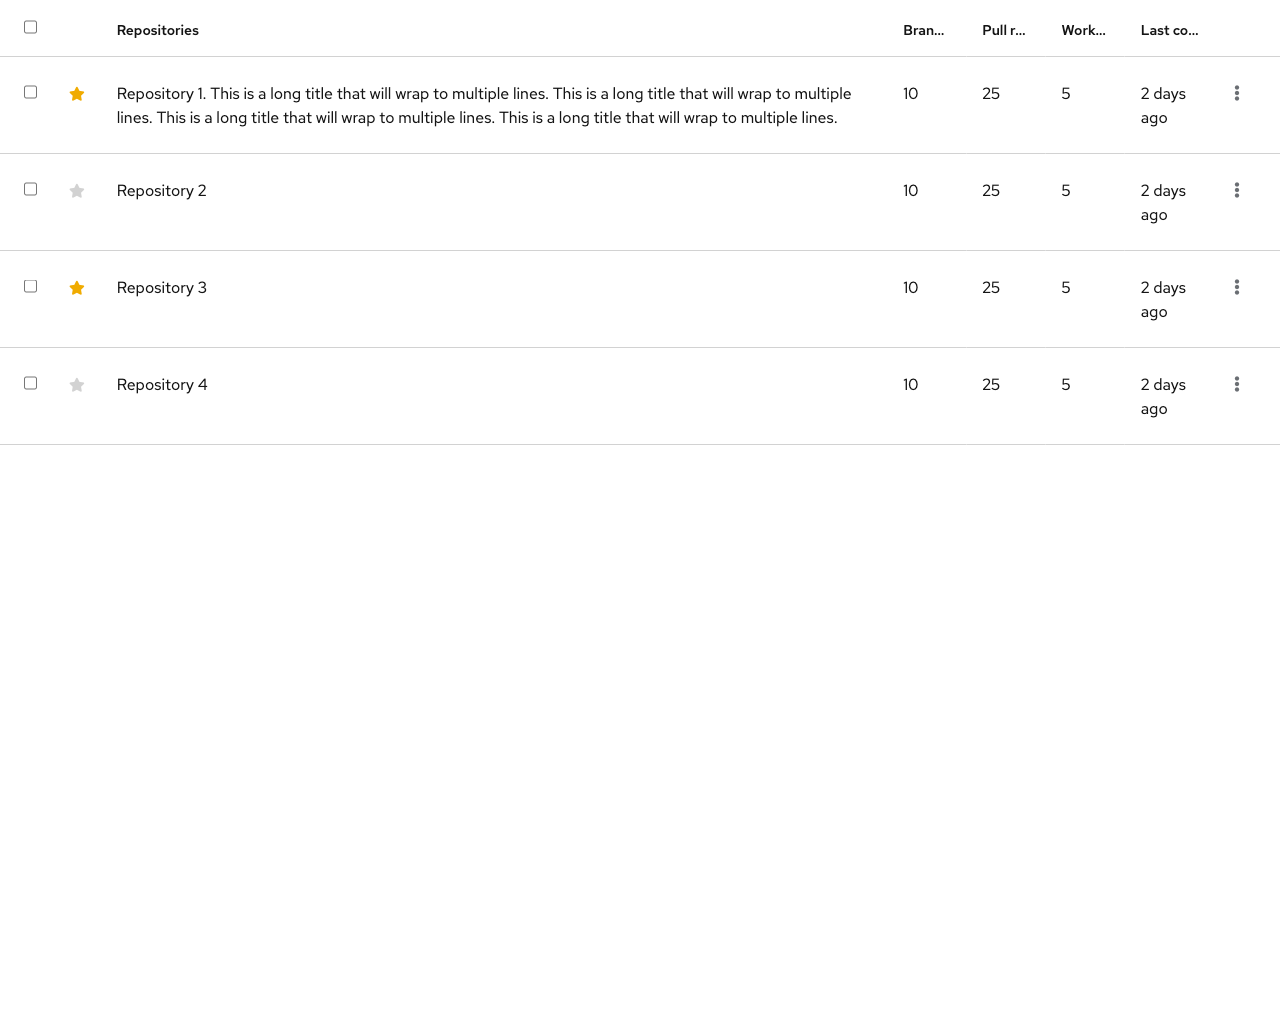 Repositories Bran... Pull r... Work... Last co...
Repository 1. This is a long title that will wrap to multiple lines. This is a long title that will wrap to multiple 10 25 5 2 days
lines. This is a long title that will wrap to multiple lines. This is a long title that will wrap to multiple lines. ago
Repository 2 10 25 5 2 days
ago
Repository 3 10 25 5 2 days
ago
Repository 4 10 25 5 2 days
ago